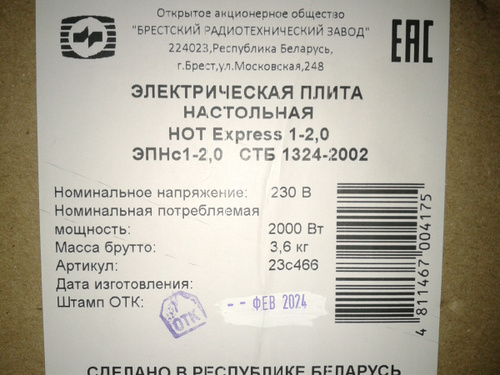 Открытое акционерное общество
"БРЕСТСКИЙ РАДИОТЕХНИЧЕСКИЙ ЗАВОД"
224023,Республика Беларусь,
г.Брест,ул.Московская,248
EAC
ЭЛЕКТРИЧЕСКАЯ ПЛИТА
НАСТОЛЬНАЯ
HOT Express 1-2,0
ЭПНс1-2,0 СТБ 1324-2002
Номинальное напряжение: 230 В
Номинальная потребляемая
мощность: 2000 Вт
Масса брутто: 3,6 кг
Артикул: 23с466
Дата изготовления:
Штамп ОТК: ОТК -- ФЕВ 2024
4 811467 004175
СДЕЛАНО В РЕСПУБЛИКЕ БЕЛАРУСЬ